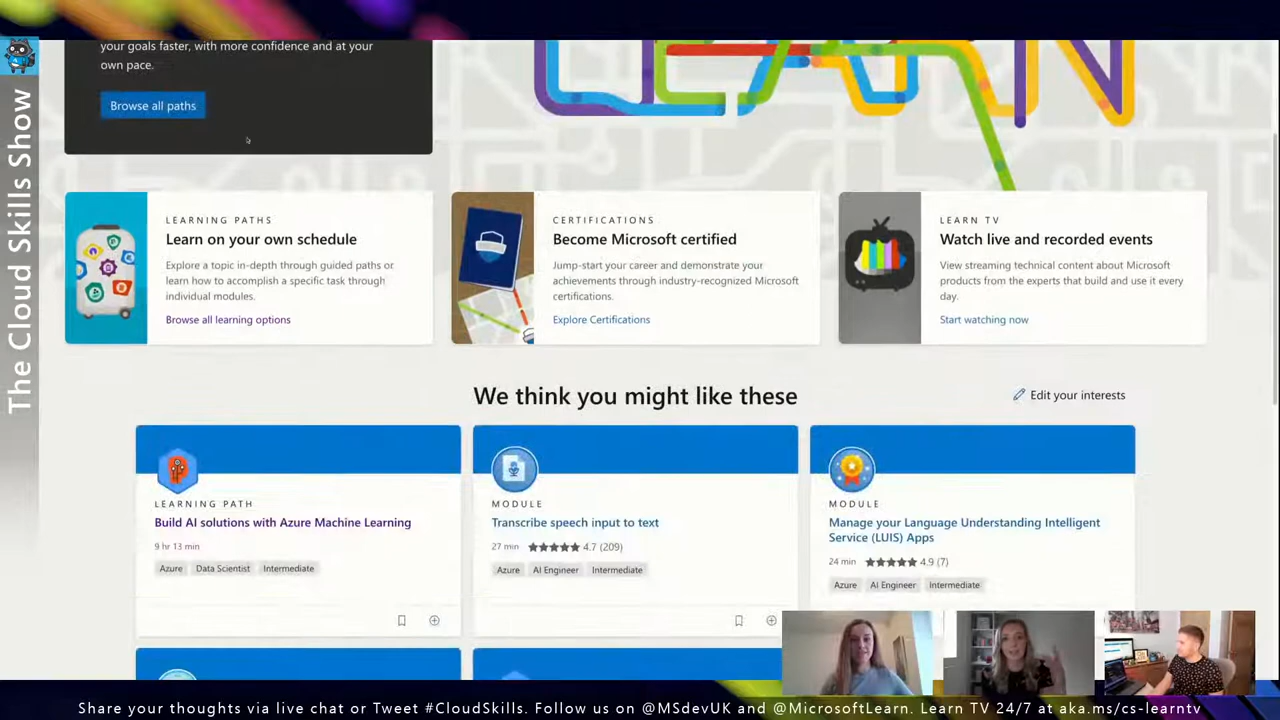 your goals faster, with more confidence and at your
own pace.
Browse all paths
LEARN
The Cloud Skills Show
LEARNING PATHS
Learn on your own schedule
Explore a topic in-depth through guided paths or
learn how to accomplish a specific task through
individual modules.
Browse all learning options
CERTIFICATIONS
Become Microsoft certified
Jump-start your career and demonstrate your
achievements through industry-recognized Microsoft
certifications.
Explore Certifications
LEARN TV
Watch live and recorded events
View streaming technical content about Microsoft
products from the experts that build and use it every
day.
Start watching now
We think you might like these
Edit your interests
LEARNING PATH
Build AI solutions with Azure Machine Learning
9 hr 13 min
Azure Data Scientist Intermediate
MODULE
Transcribe speech input to text
27 min ★★★★★ 4.7 (209)
Azure AI Engineer Intermediate
MODULE
Manage your Language Understanding Intelligent
Service (LUIS) Apps
24 min ★★★★★ 4.9 (7)
Azure AI Engineer Intermediate
Share your thoughts via live chat or Tweet #CloudSkills. Follow us on @MSdevUK and @MicrosoftLearn. Learn TV 24/7 at aka.ms/cs-learntv